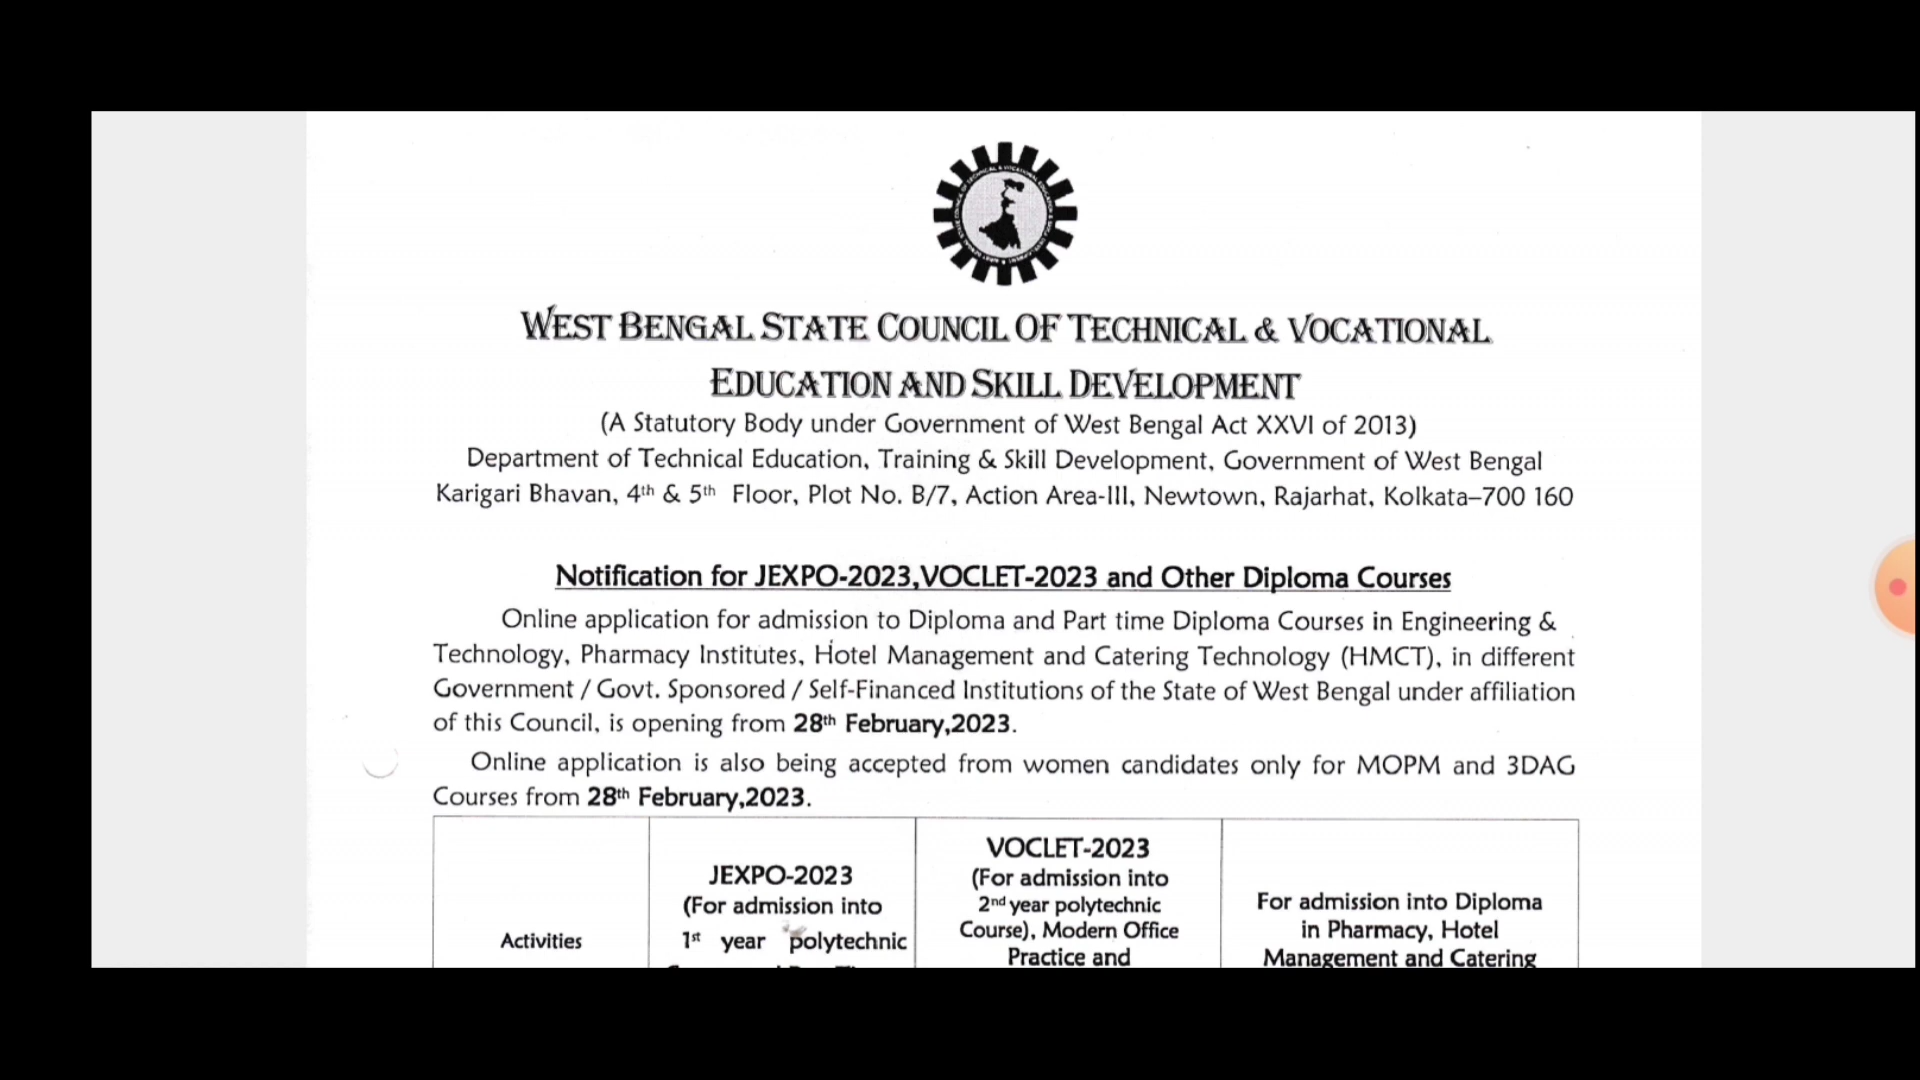 WEST BENGAL STATE COUNCIL OF TECHNICAL & VOCATIONAL
EDUCATION AND SKILL DEVELOPMENT
(A Statutory Body under Government of West Bengal Act XXVI of 2013)
Department of Technical Education, Training & Skill Development, Government of West Bengal
Karigari Bhavan, 4th & 5th Floor, Plot No. B/7, Action Area-III, Newtown, Rajarhat, Kolkata–700 160
Notification for JEXPO-2023,VOCLET-2023 and Other Diploma Courses
Online application for admission to Diploma and Part time Diploma Courses in Engineering &
Technology, Pharmacy Institutes, Hotel Management and Catering Technology (HMCT), in different
Government / Govt. Sponsored / Self-Financed Institutions of the State of West Bengal under affiliation
of this Council, is opening from 28th February,2023.
Online application is also being accepted from women candidates only for MOPM and 3DAG
Courses from 28th February,2023.
Activities
JEXPO-2023
(For admission into
1st year polytechnic
VOCLET-2023
(For admission into
2nd year polytechnic
Course), Modern Office
Practice and
For admission into Diploma
in Pharmacy, Hotel
Management and Catering